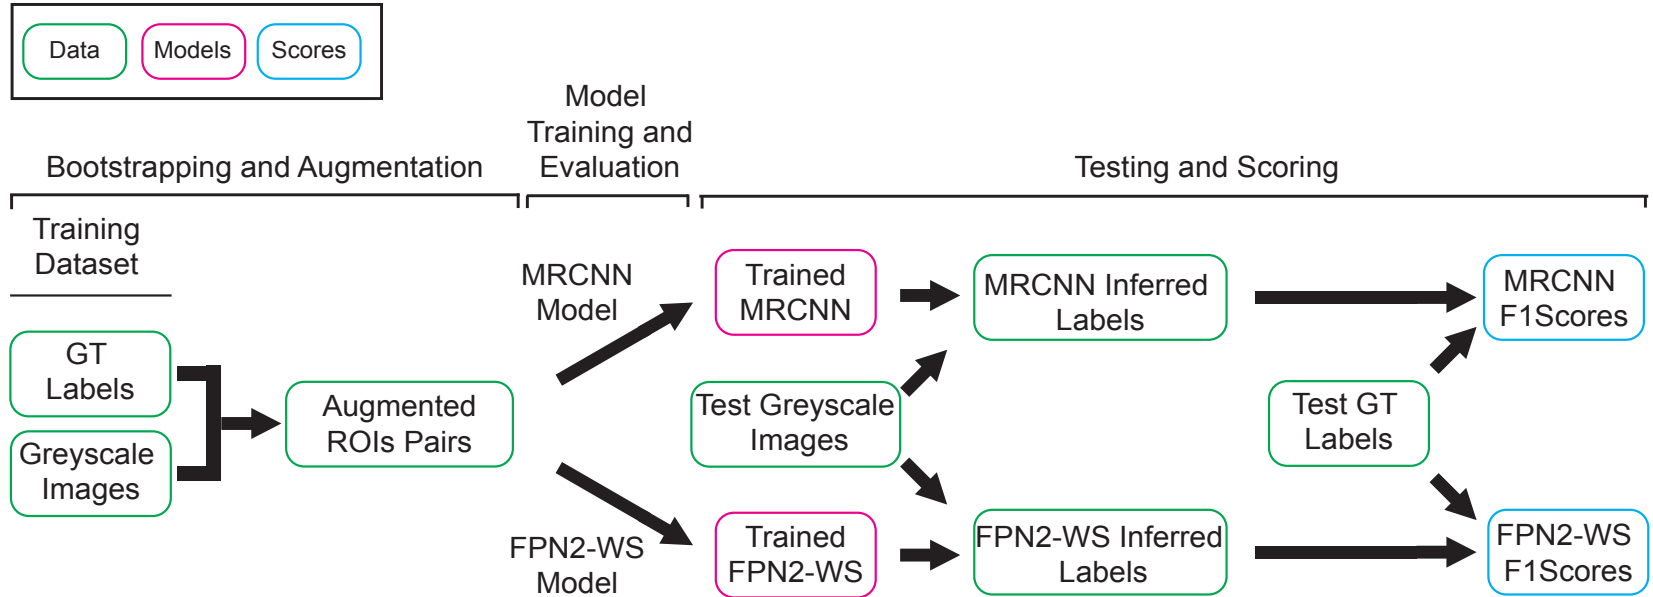 Data
Models
Scores
Model
Training and
Evaluation
Bootstrapping and Augmentation
Testing and Scoring
Training
Dataset
GT
Labels
Greyscale
Images
Augmented
ROIs Pairs
MRCNN
Model
FPN2-WS
Model
Trained
MRCNN
Test Greyscale
Images
Trained
FPN2-WS
MRCNN Inferred
Labels
FPN2-WS Inferred
Labels
Test GT
Labels
MRCNN
F1Scores
FPN2-WS
F1Scores